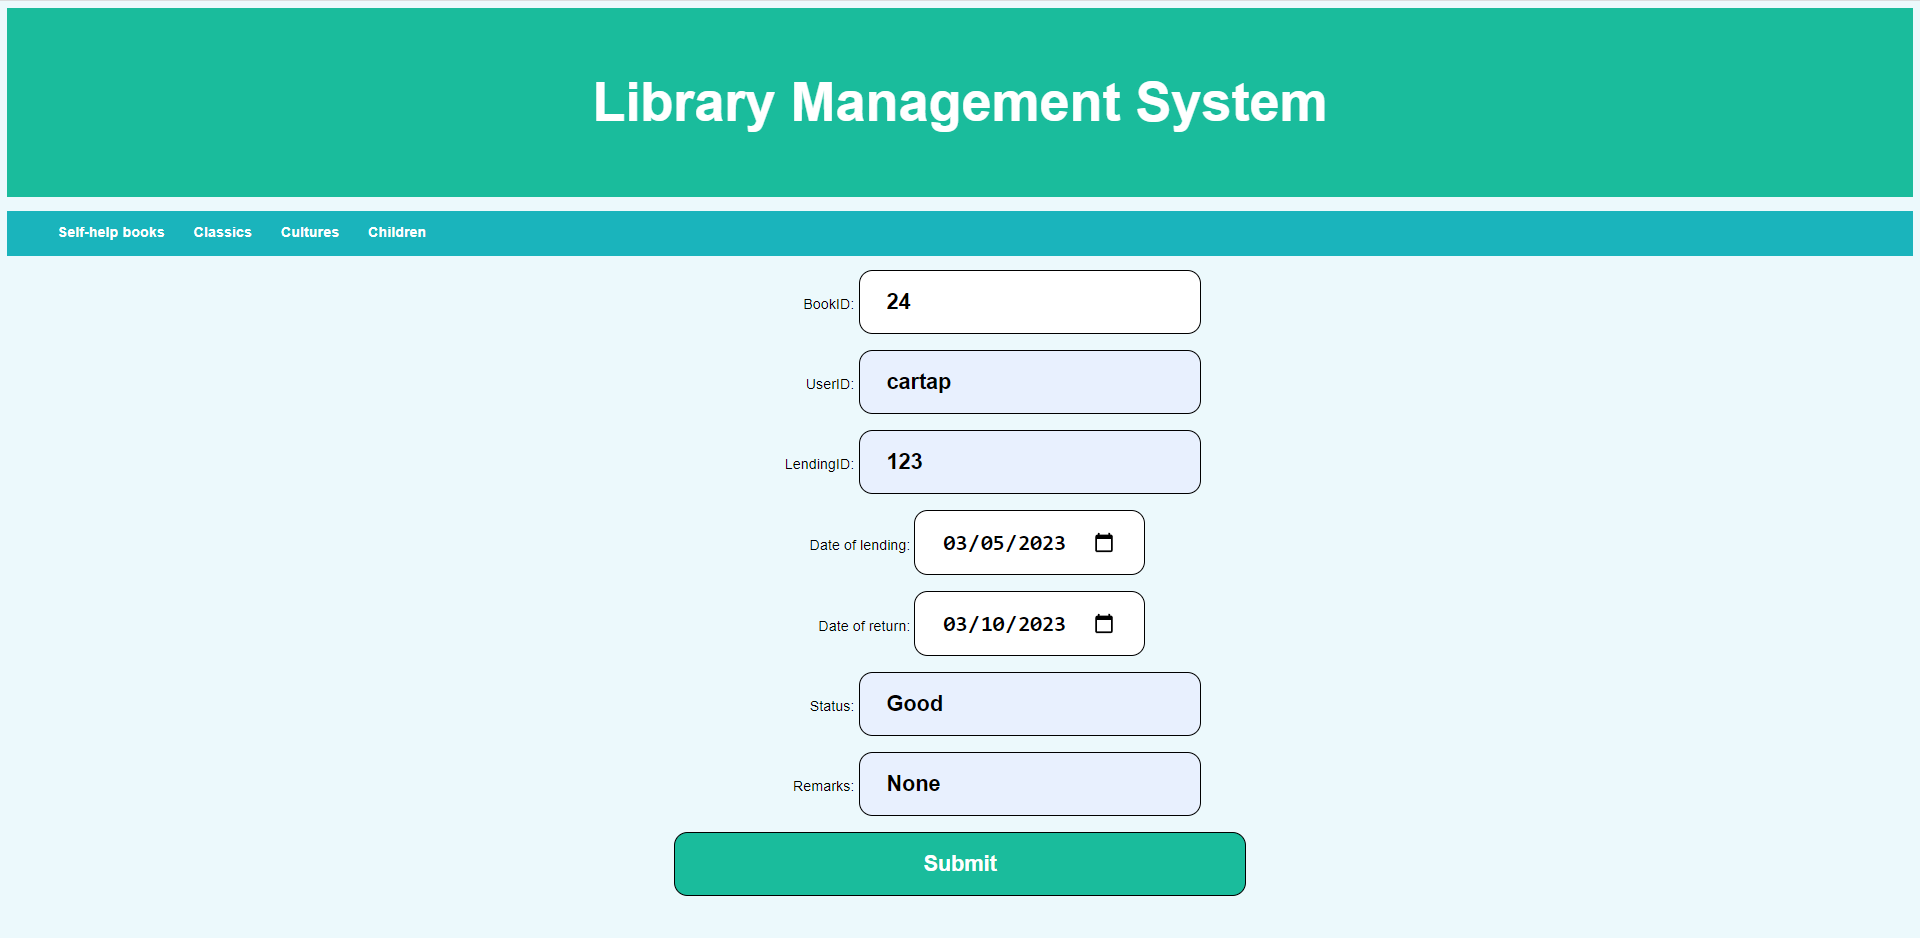 Library Management System
Self-help books Classics Cultures Children
BookID: 24
UserID: cartap
LendingID: 123
Date of lending: 03/05/2023
Date of return: 03/10/2023
Status: Good
Remarks: None
Submit